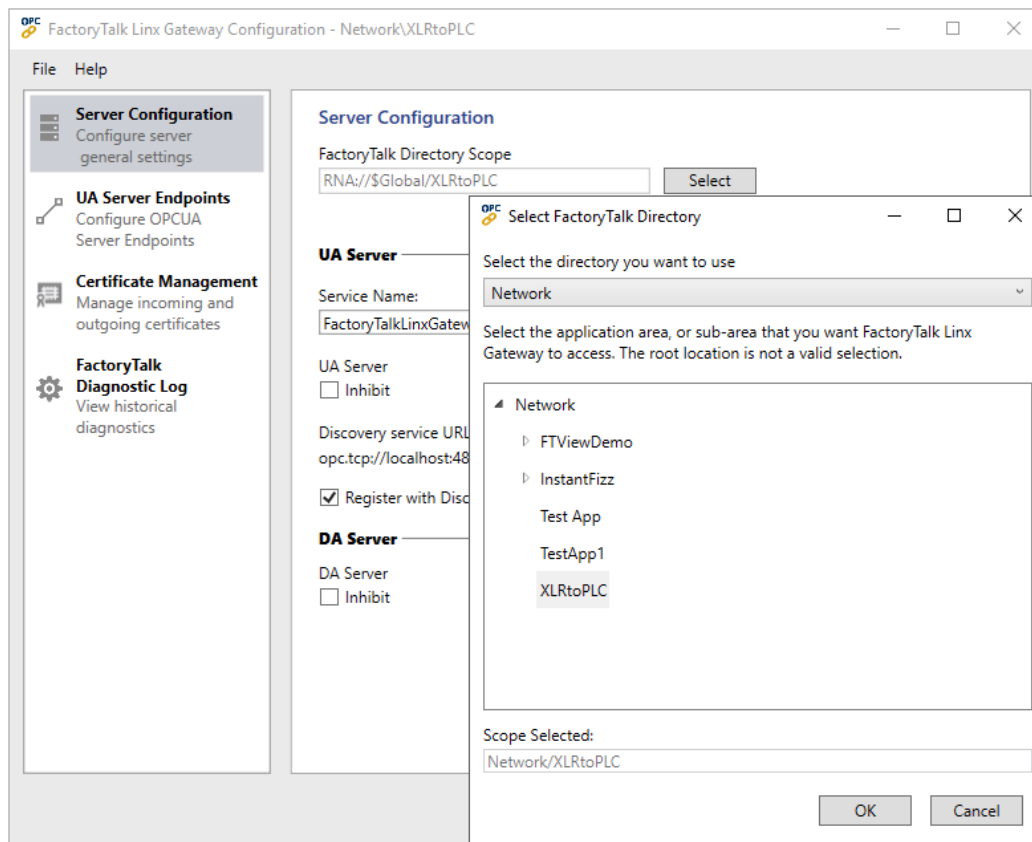 OPC
FactoryTalk Linx Gateway Configuration - Network\XLRtoPLC
File Help
Server Configuration
Configure server
general settings
UA Server Endpoints
Configure OPCUA
Server Endpoints
Certificate Management
Manage incoming and
outgoing certificates
FactoryTalk
Diagnostic Log
View historical
diagnostics
Server Configuration
FactoryTalk Directory Scope
RNA://$Global/XLRtoPLC
Select
UA Server
Service Name:
FactoryTalkLinxGatew
UA Server
Inhibit
Discovery service URL
opc.tcp://localhost:48
Register with Disc
DA Server
DA Server
Inhibit
OPC
Select FactoryTalk Directory
Select the directory you want to use
Network
Select the application area, or sub-area that you want FactoryTalk Linx
Gateway to access. The root location is not a valid selection.
Network
FTViewDemo
InstantFizz
Test App
TestApp1
XLRtoPLC
Scope Selected:
Network/XLRtoPLC
OK
Cancel